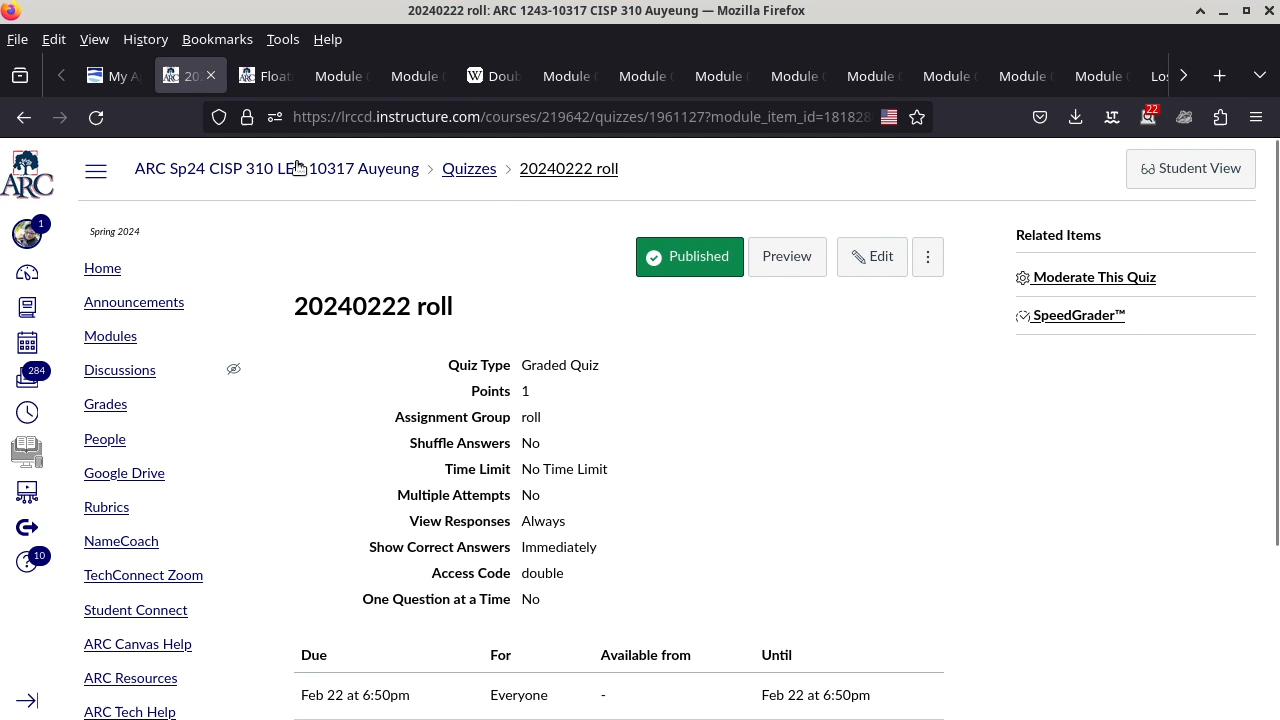 20240222 roll: ARC 1243-10317 CISP 310 Auyeung — Mozilla Firefox
File Edit View History Bookmarks Tools Help
My A 20 Float Module Module Doub Module Module Module Module Module Module Module Module Lo
https://lrccd.instructure.com/courses/219642/quizzes/1961127?module_item_id=181828
22
ARC
ARC Sp24 CISP 310 LE 10317 Auyeung > Quizzes > 20240222 roll
Student View
1
284
10
Spring 2024
Home
Announcements
Modules
Discussions
Grades
People
Google Drive
Rubrics
NameCoach
TechConnect Zoom
Student Connect
ARC Canvas Help
ARC Resources
ARC Tech Help
Published Preview Edit
20240222 roll
Quiz Type Graded Quiz
Points 1
Assignment Group roll
Shuffle Answers No
Time Limit No Time Limit
Multiple Attempts No
View Responses Always
Show Correct Answers Immediately
Access Code double
One Question at a Time No
Due For Available from Until
Feb 22 at 6:50pm Everyone - Feb 22 at 6:50pm
Related Items
Moderate This Quiz
SpeedGrader™